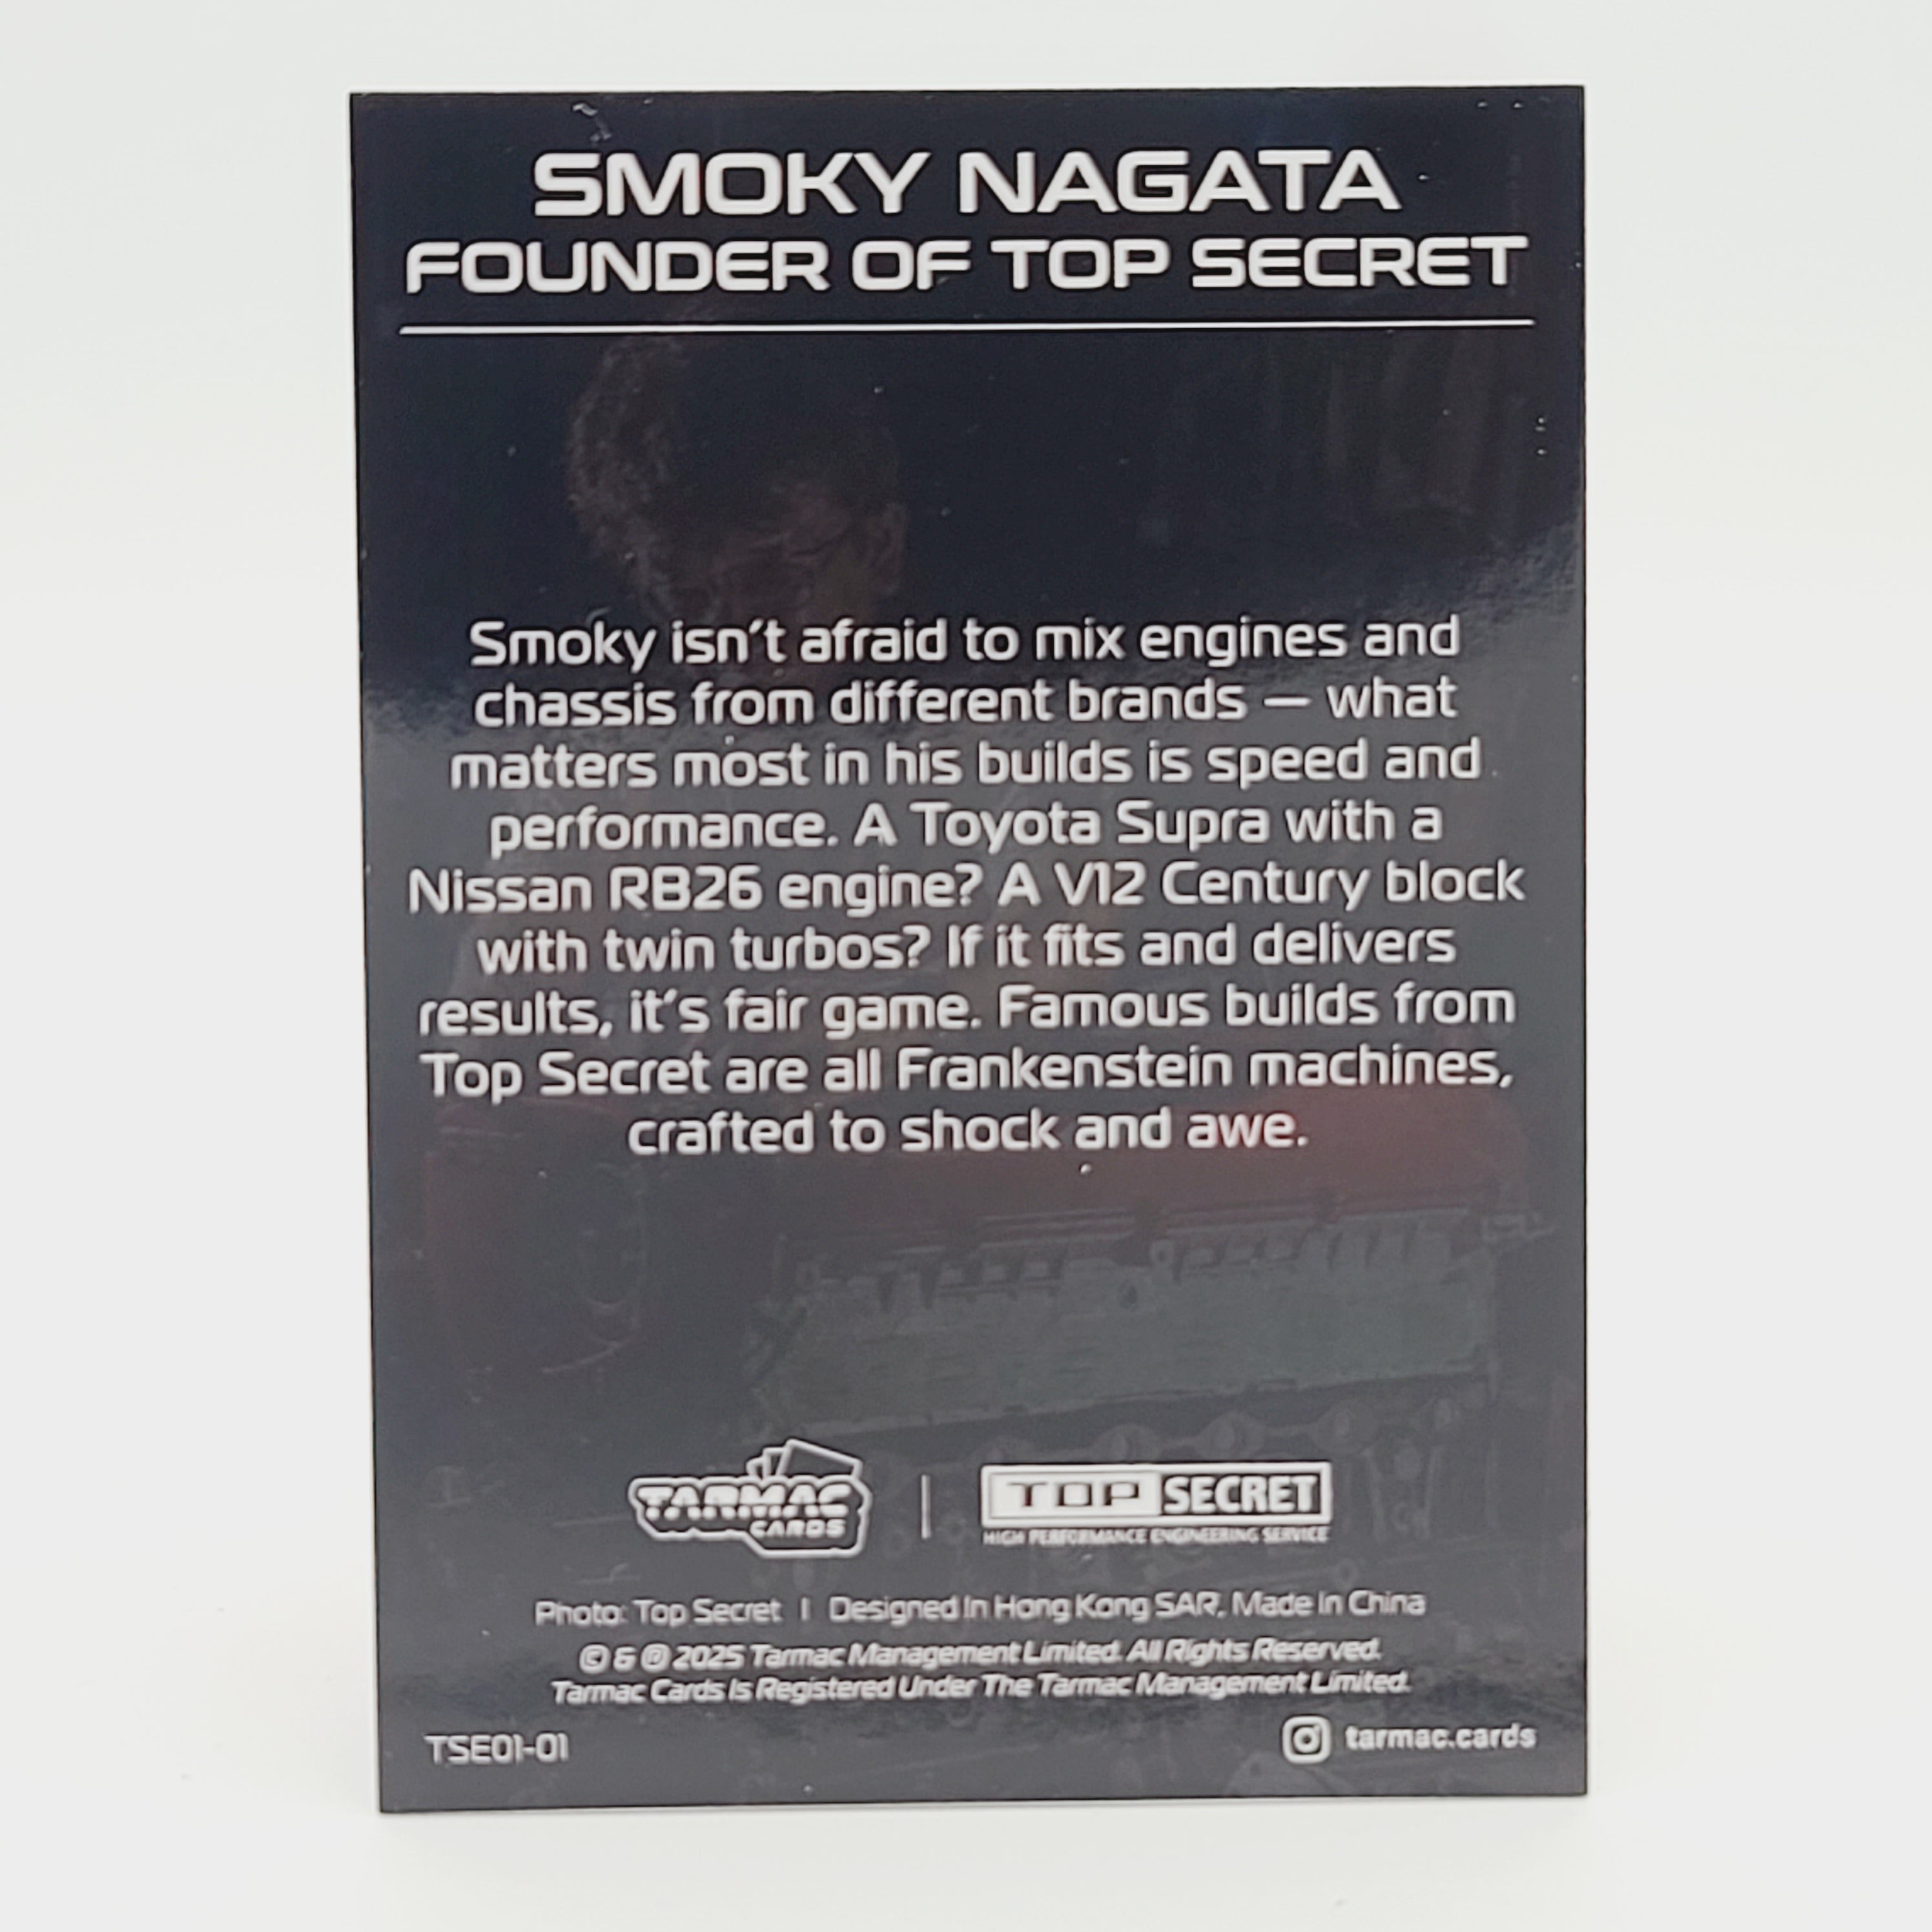 SMOKY NAGATA
FOUNDER OF TOP SECRET
Smoky isn't afraid to mix engines and
chassis from different brands — what
matters most in his builds is speed and
performance. A Toyota Supra with a
Nissan RB26 engine? A V12 Century block
with twin turbos? If it fits and delivers
results, it's fair game. Famous builds from
Top Secret are all Frankenstein machines,
crafted to shock and awe.
TARMAC
CARDS
TOP SECRET
HIGH PERFORMANCE ENGINEERING SERVICE
Photo: Top Secret | Designed In Hong Kong SAR, Made In China
© & ℗ 2025 Tarmac Management Limited. All Rights Reserved.
Tarmac Cards Is Registered Under The Tarmac Management Limited.
TSE01-01
tarmac.cards